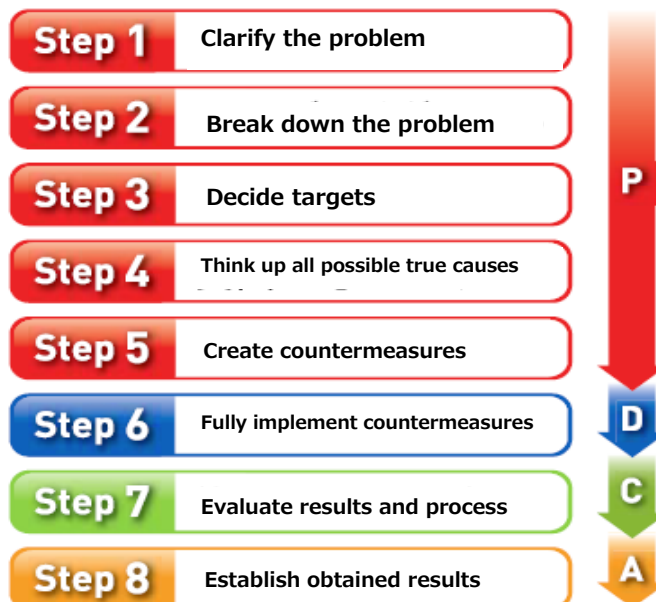 Step 1 Clarify the problem
Step 2 Break down the problem
Step 3 Decide targets
P
Step 4 Think up all possible true causes
Step 5 Create countermeasures
Step 6 Fully implement countermeasures
D
Step 7 Evaluate results and process
C
Step 8 Establish obtained results
A